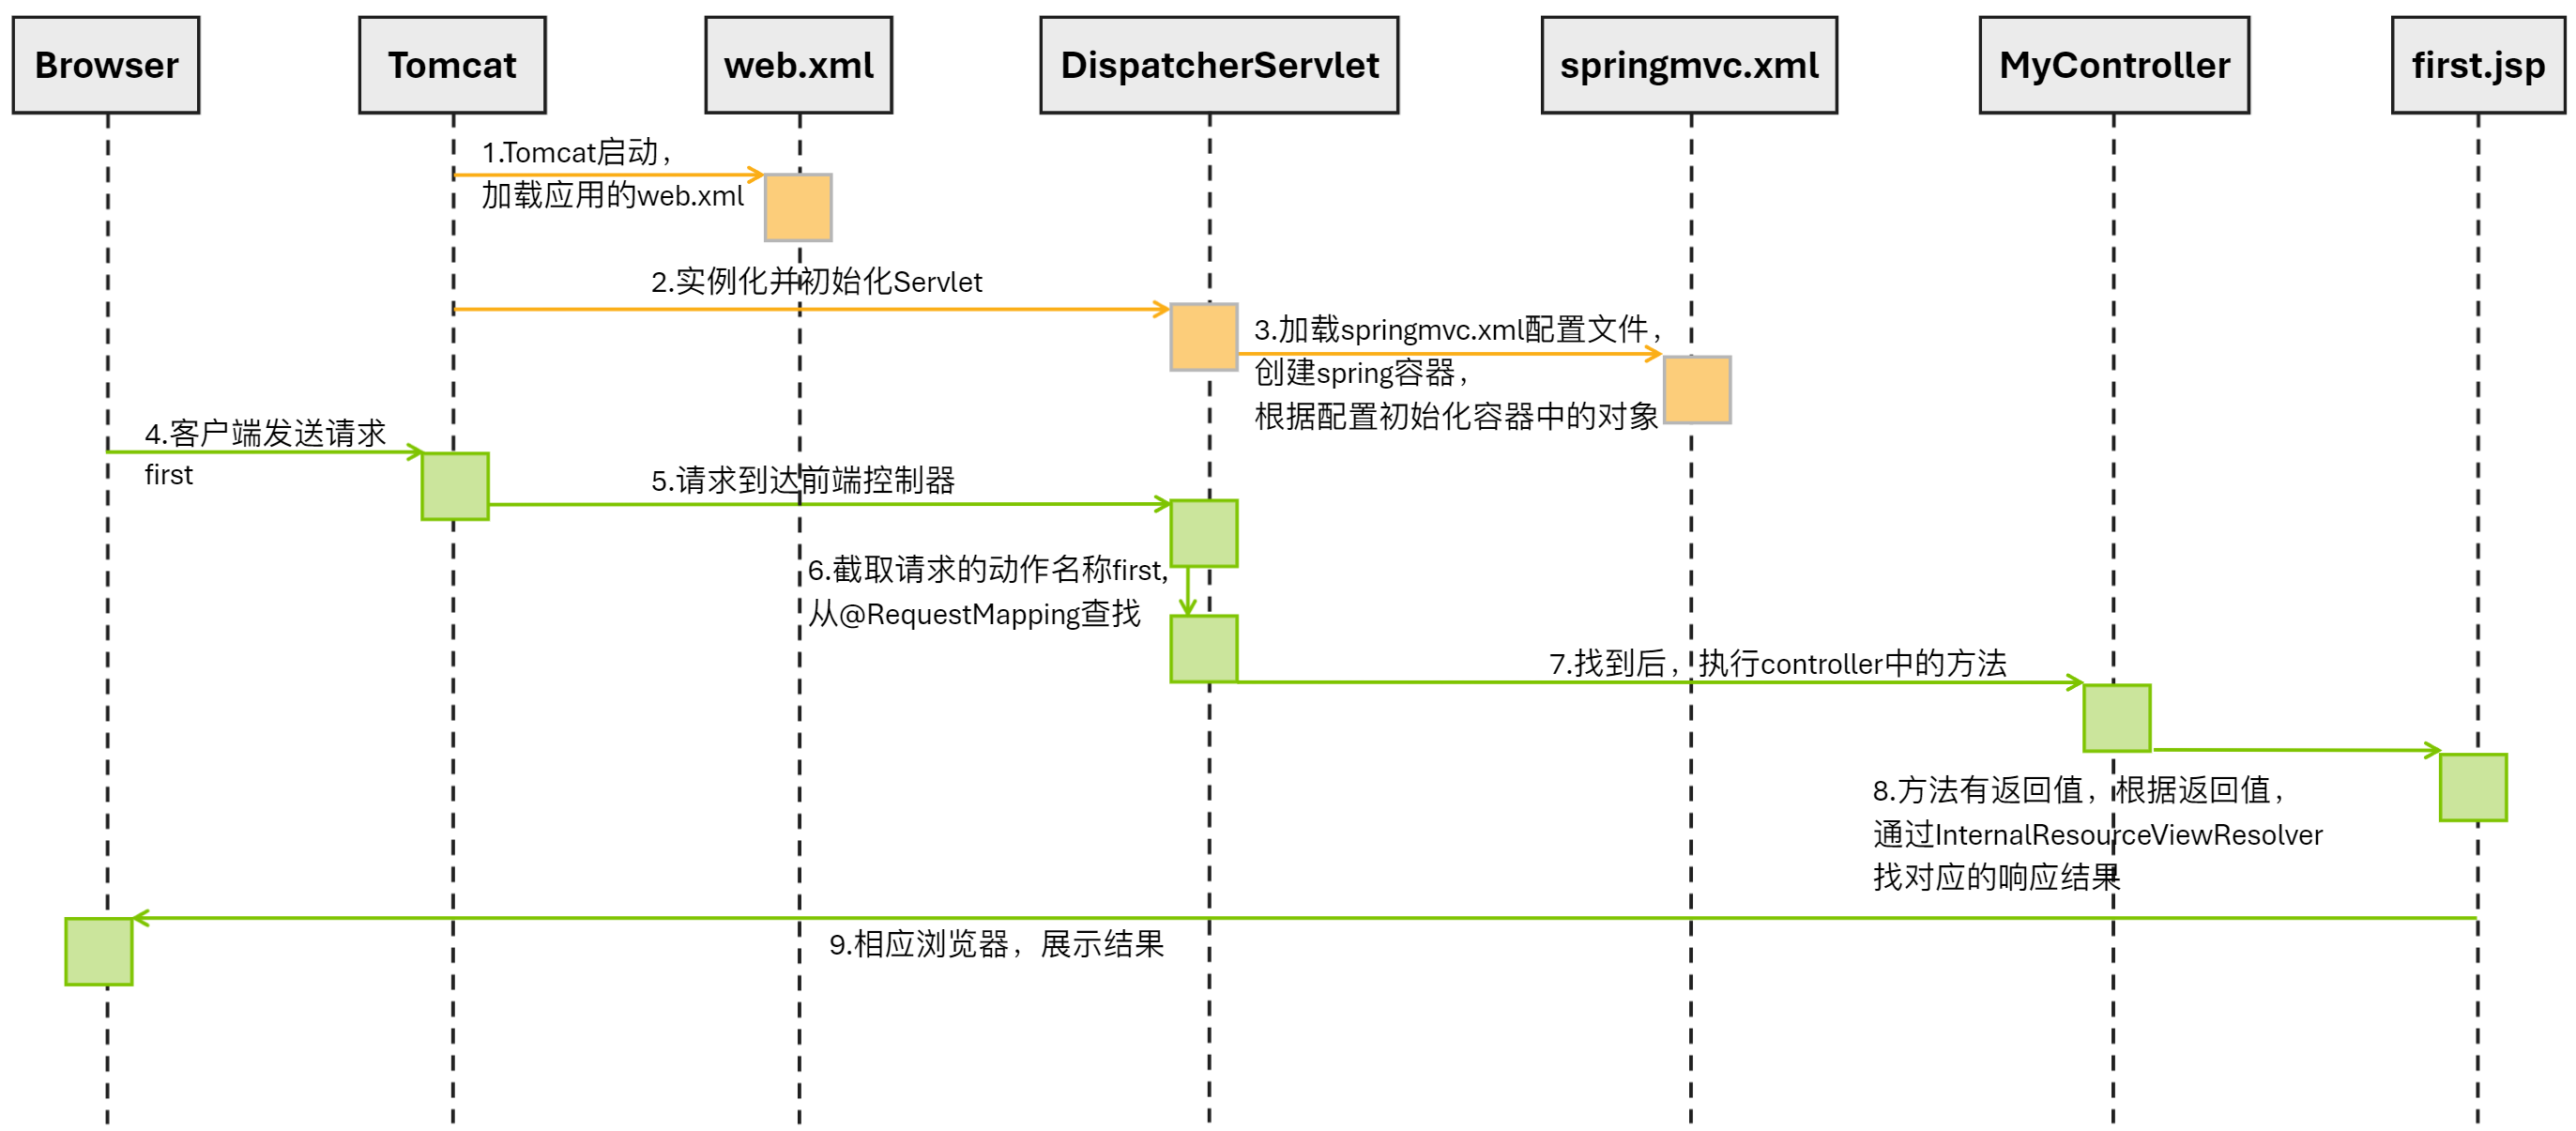 Browser
Tomcat
web.xml
DispatcherServlet
springmvc.xml
MyController
first.jsp
1.Tomcat启动，
加载应用的web.xml
2.实例化并初始化Servlet
3.加载springmvc.xml配置文件，
创建spring容器，
根据配置初始化容器中的对象
4.客户端发送请求
first
5.请求到达前端控制器
6.截取请求的动作名称first,
从@RequestMapping查找
7.找到后，执行controller中的方法
8.方法有返回值，根据返回值，
通过InternalResourceViewResolver
找对应的响应结果
9.相应浏览器，展示结果